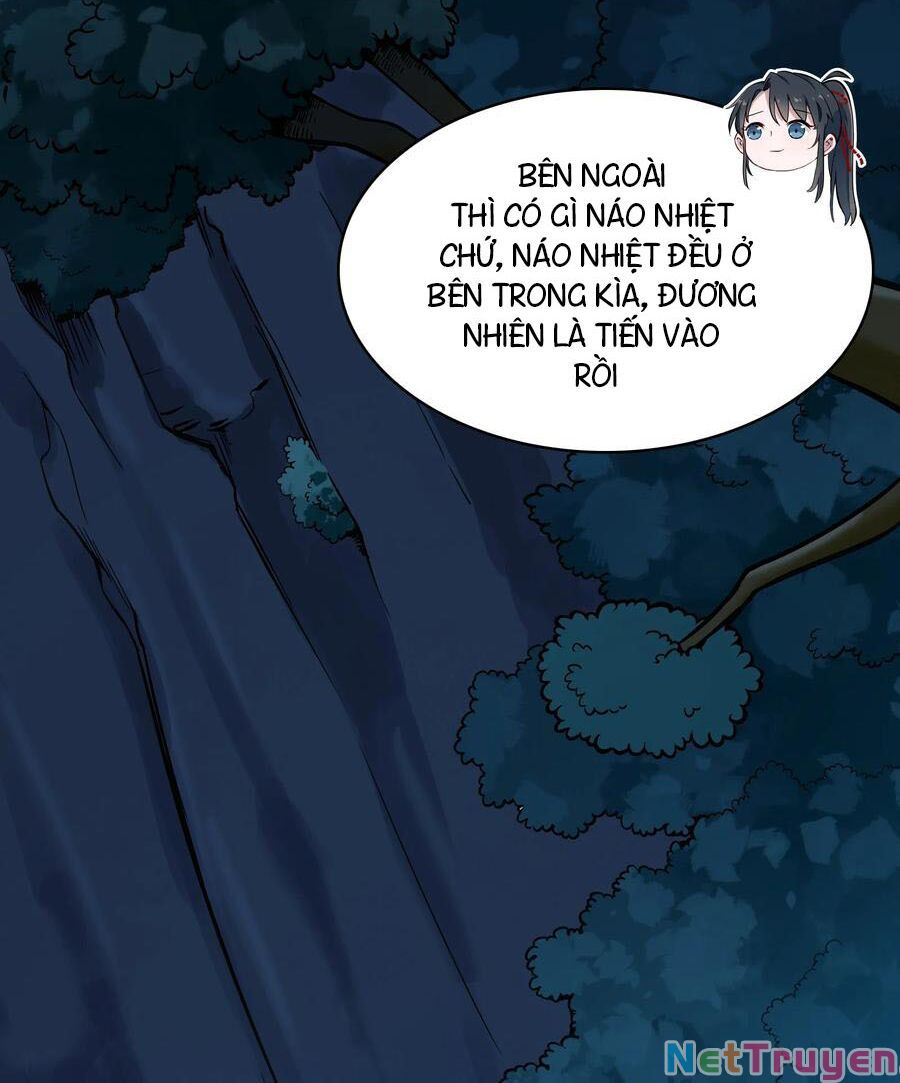 BÊN NGOÀI
THÌ CÓ GÌ NÁO NHIỆT
CHỨ, NÁO NHIỆT ĐỀU Ở
BÊN TRONG KÌA, ĐƯƠNG
NHIÊN LÀ TIẾN VÀO
RỒI
NetTruyen